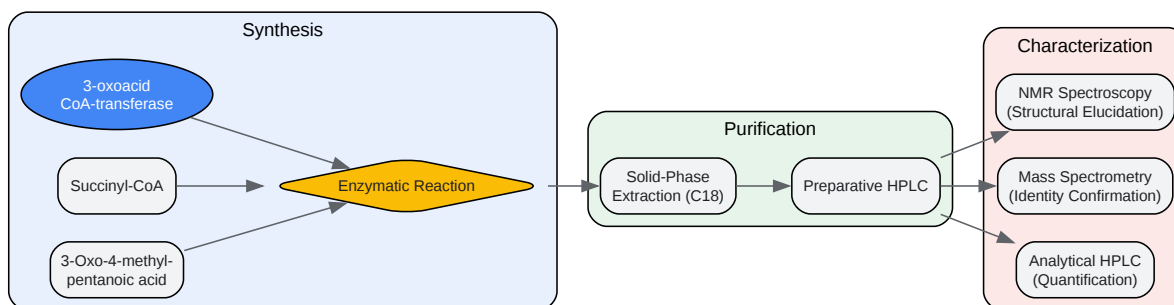 Synthesis
3-oxoacid
CoA-transferase
Succinyl-CoA
3-Oxo-4-methyl-
pentanoic acid
Enzymatic Reaction
Purification
Solid-Phase
Extraction (C18)
Preparative HPLC
Characterization
NMR Spectroscopy
(Structural Elucidation)
Mass Spectrometry
(Identity Confirmation)
Analytical HPLC
(Quantification)